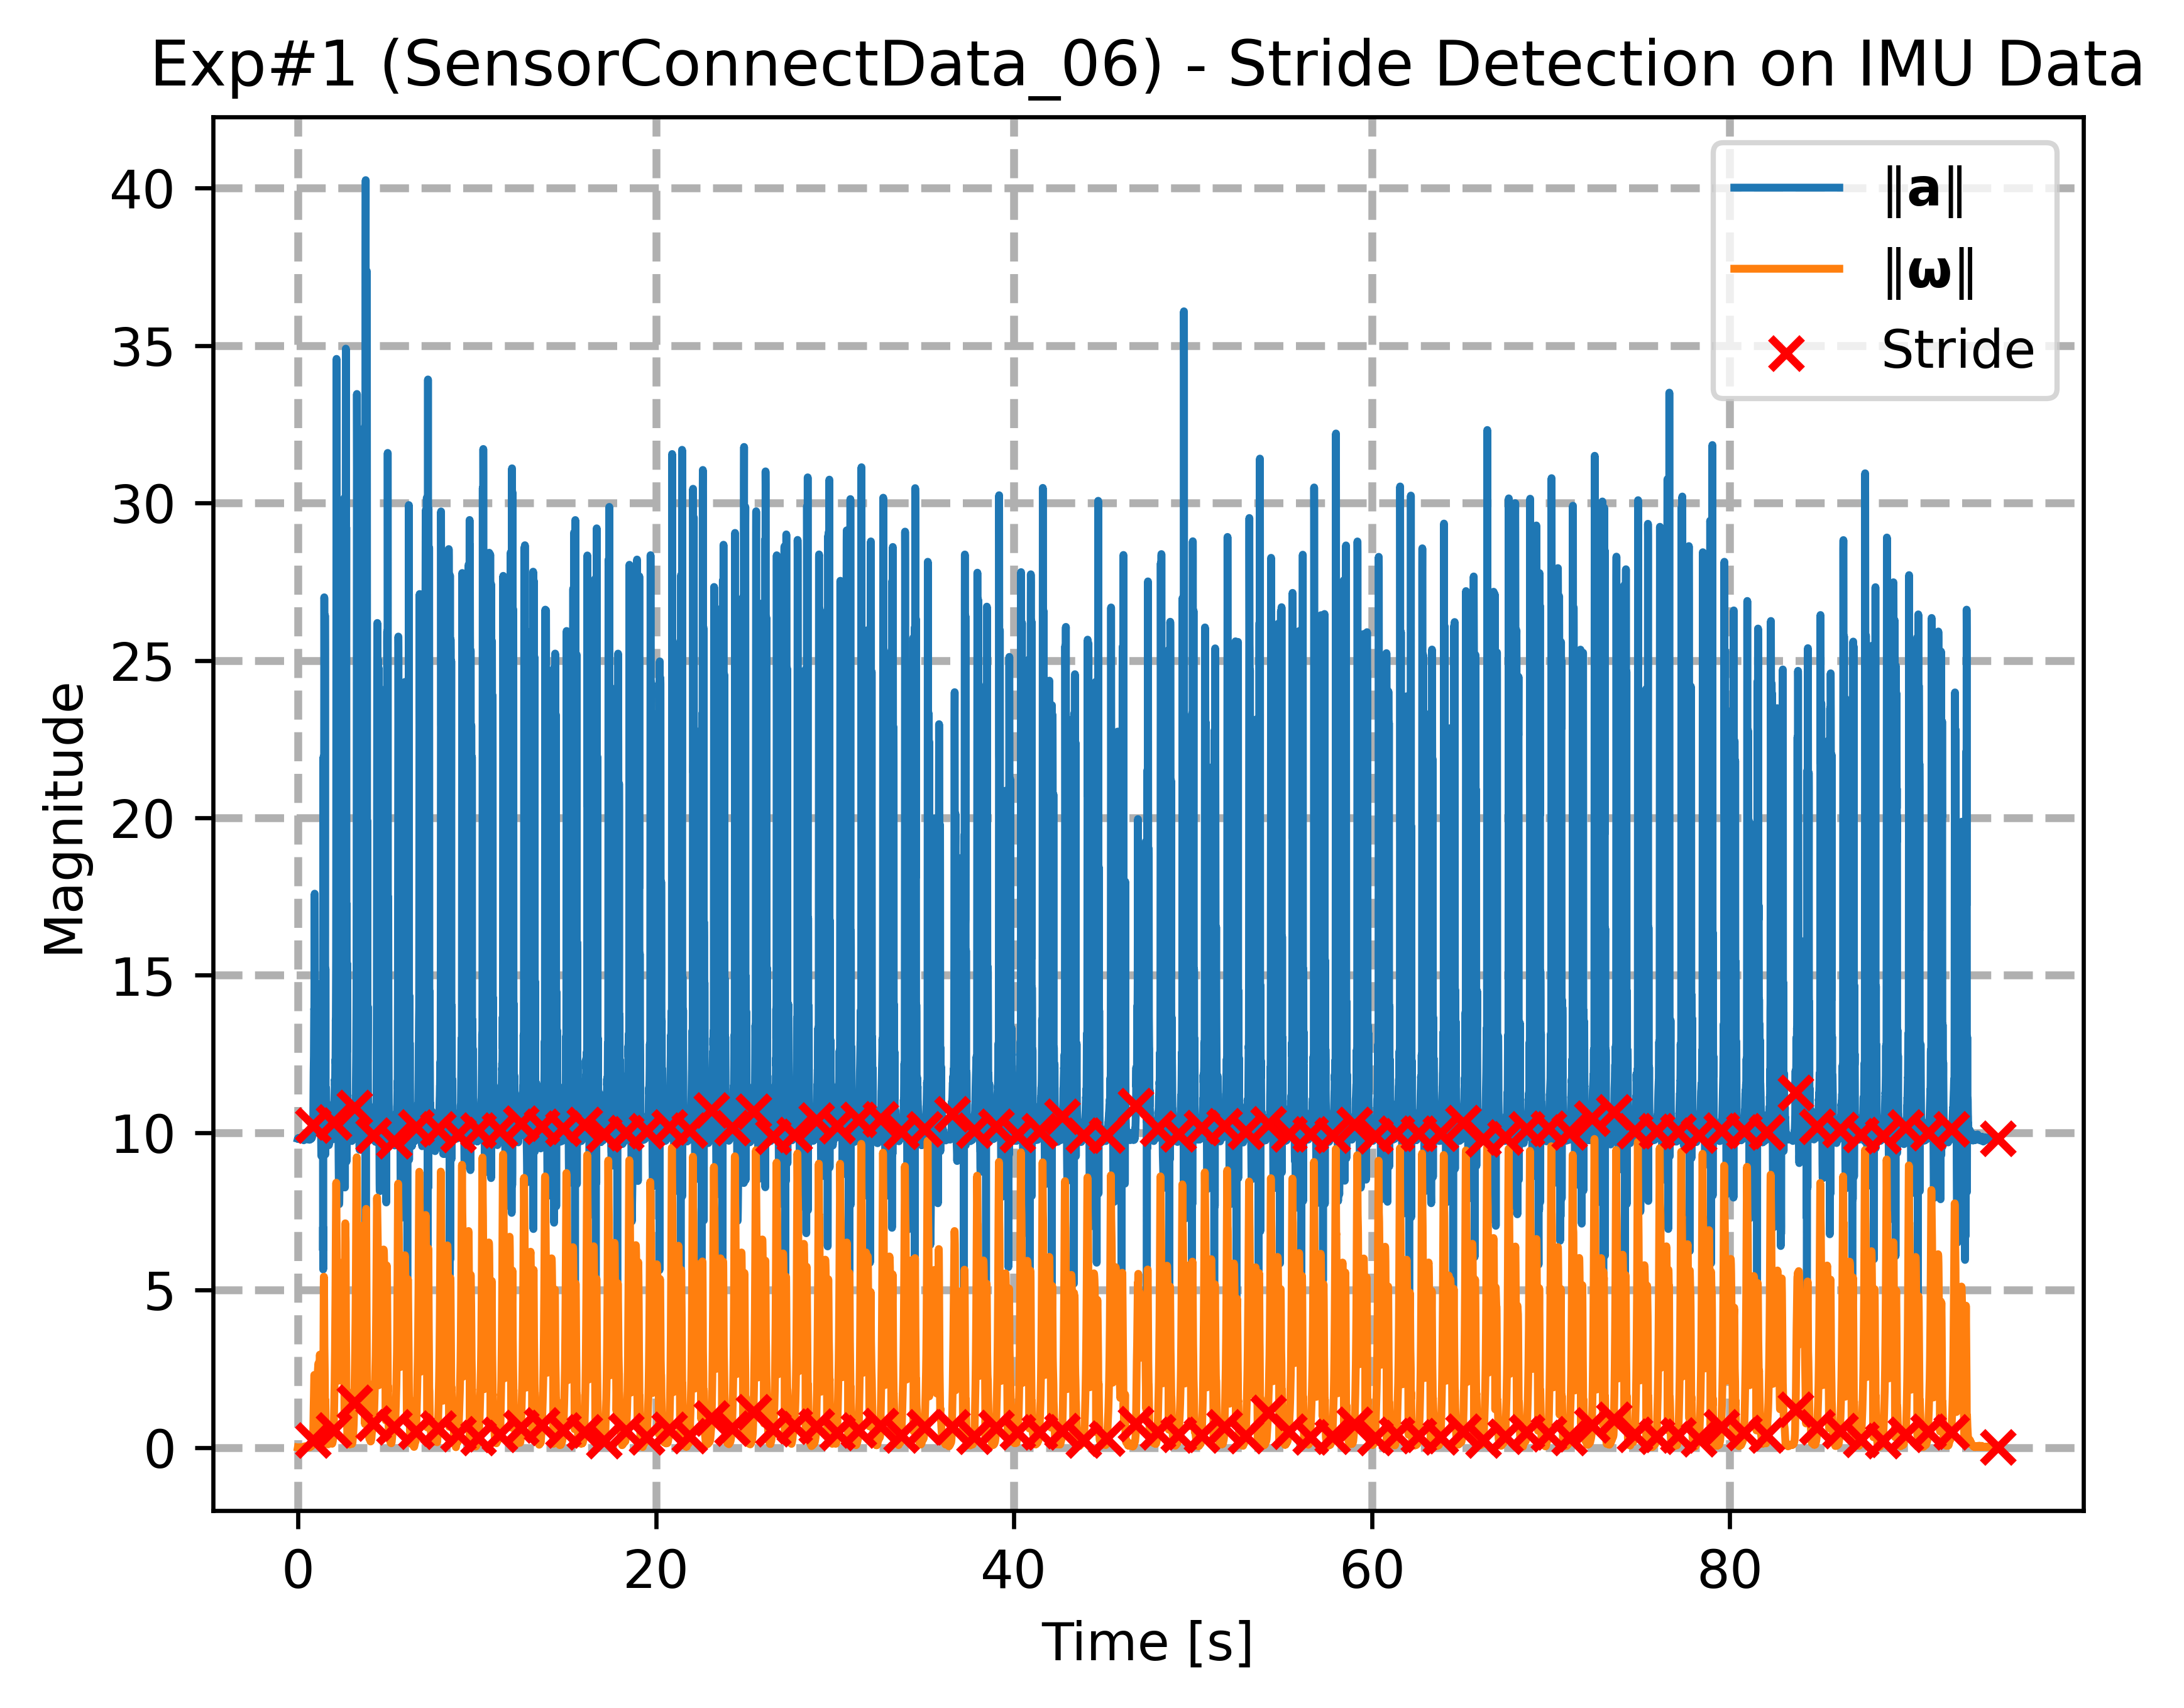 Exp#1 (SensorConnectData_06) - Stride Detection on IMU Data
‖a‖
‖ω‖
Stride
Magnitude
40
35
30
25
20
15
10
5
0
0 20 40 60 80
Time [s]